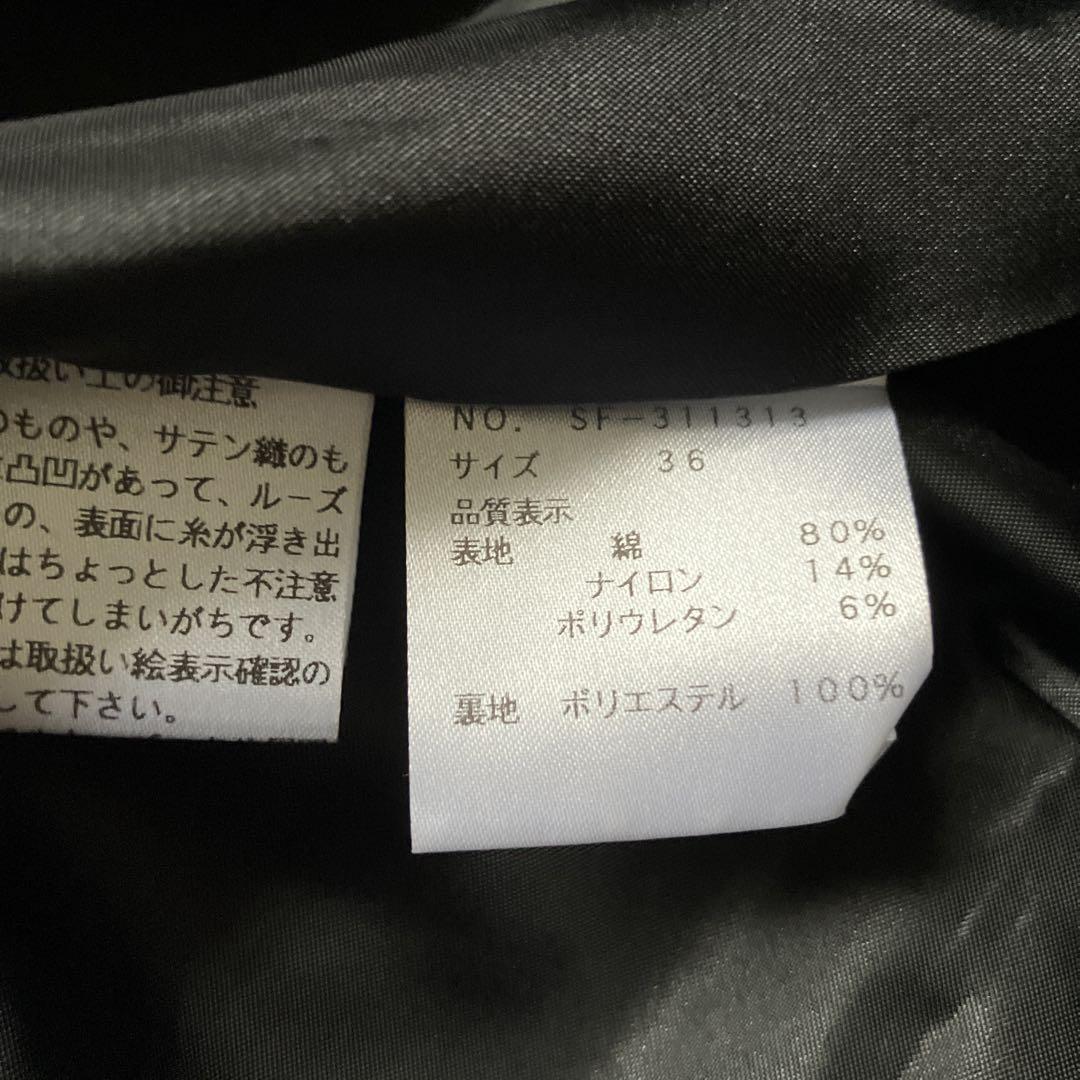 取扱い上の御注意
のものや、サテン織のも
凸凹があって、ルーズ
の、表面に糸が浮き出
はちょっとした不注意
けてしまいがちです。
は取扱い絵表示確認の
して下さい。
NO. SF-311313
サイズ 36
品質表示
表地 綿 80%
ナイロン 14%
ポリウレタン 6%
裏地 ポリエステル 100%